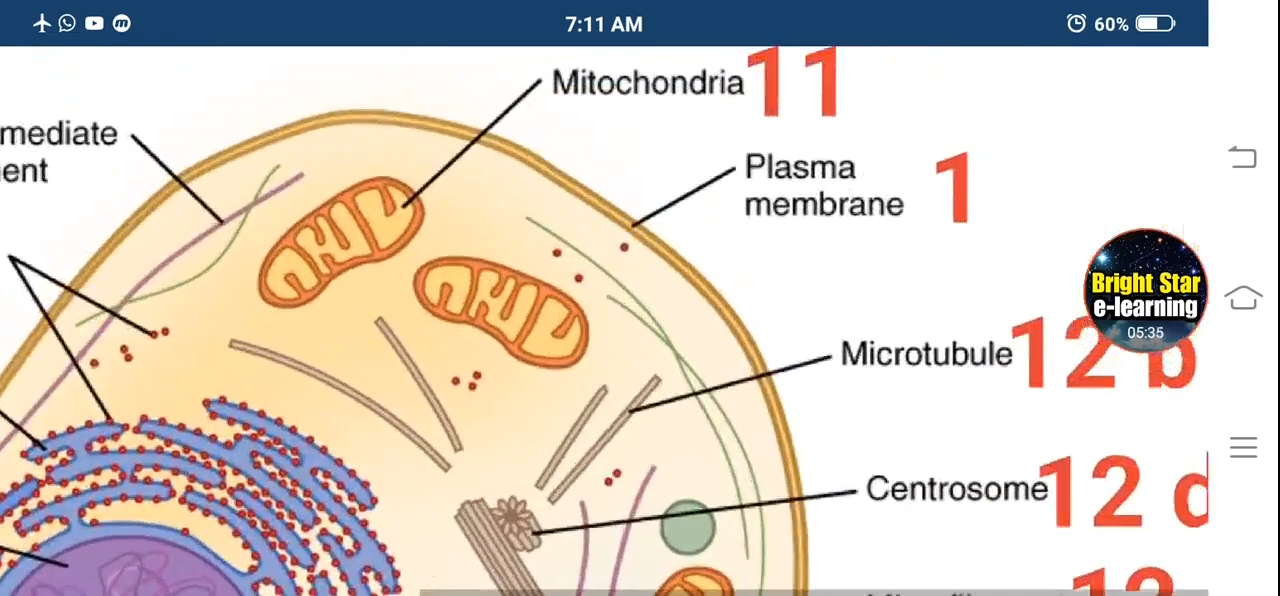 7:11 AM
60%
Mitochondria 11
mediate
ent
Plasma
membrane 1
Bright Star
e-learning
05:35
Microtubule 12 b
Centrosome 12 d